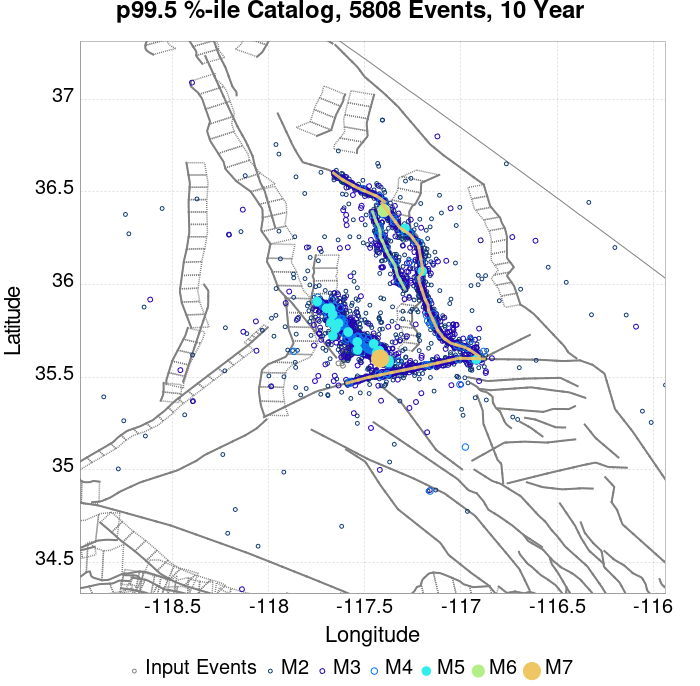 p99.5 %-ile Catalog, 5808 Events, 10 Year
37
36.5
36
35.5
35
34.5
Latitude
-118.5 -118 -117.5 -117 -116.5 -116
Longitude
Input Events M2 M3 M4 M5 M6 M7